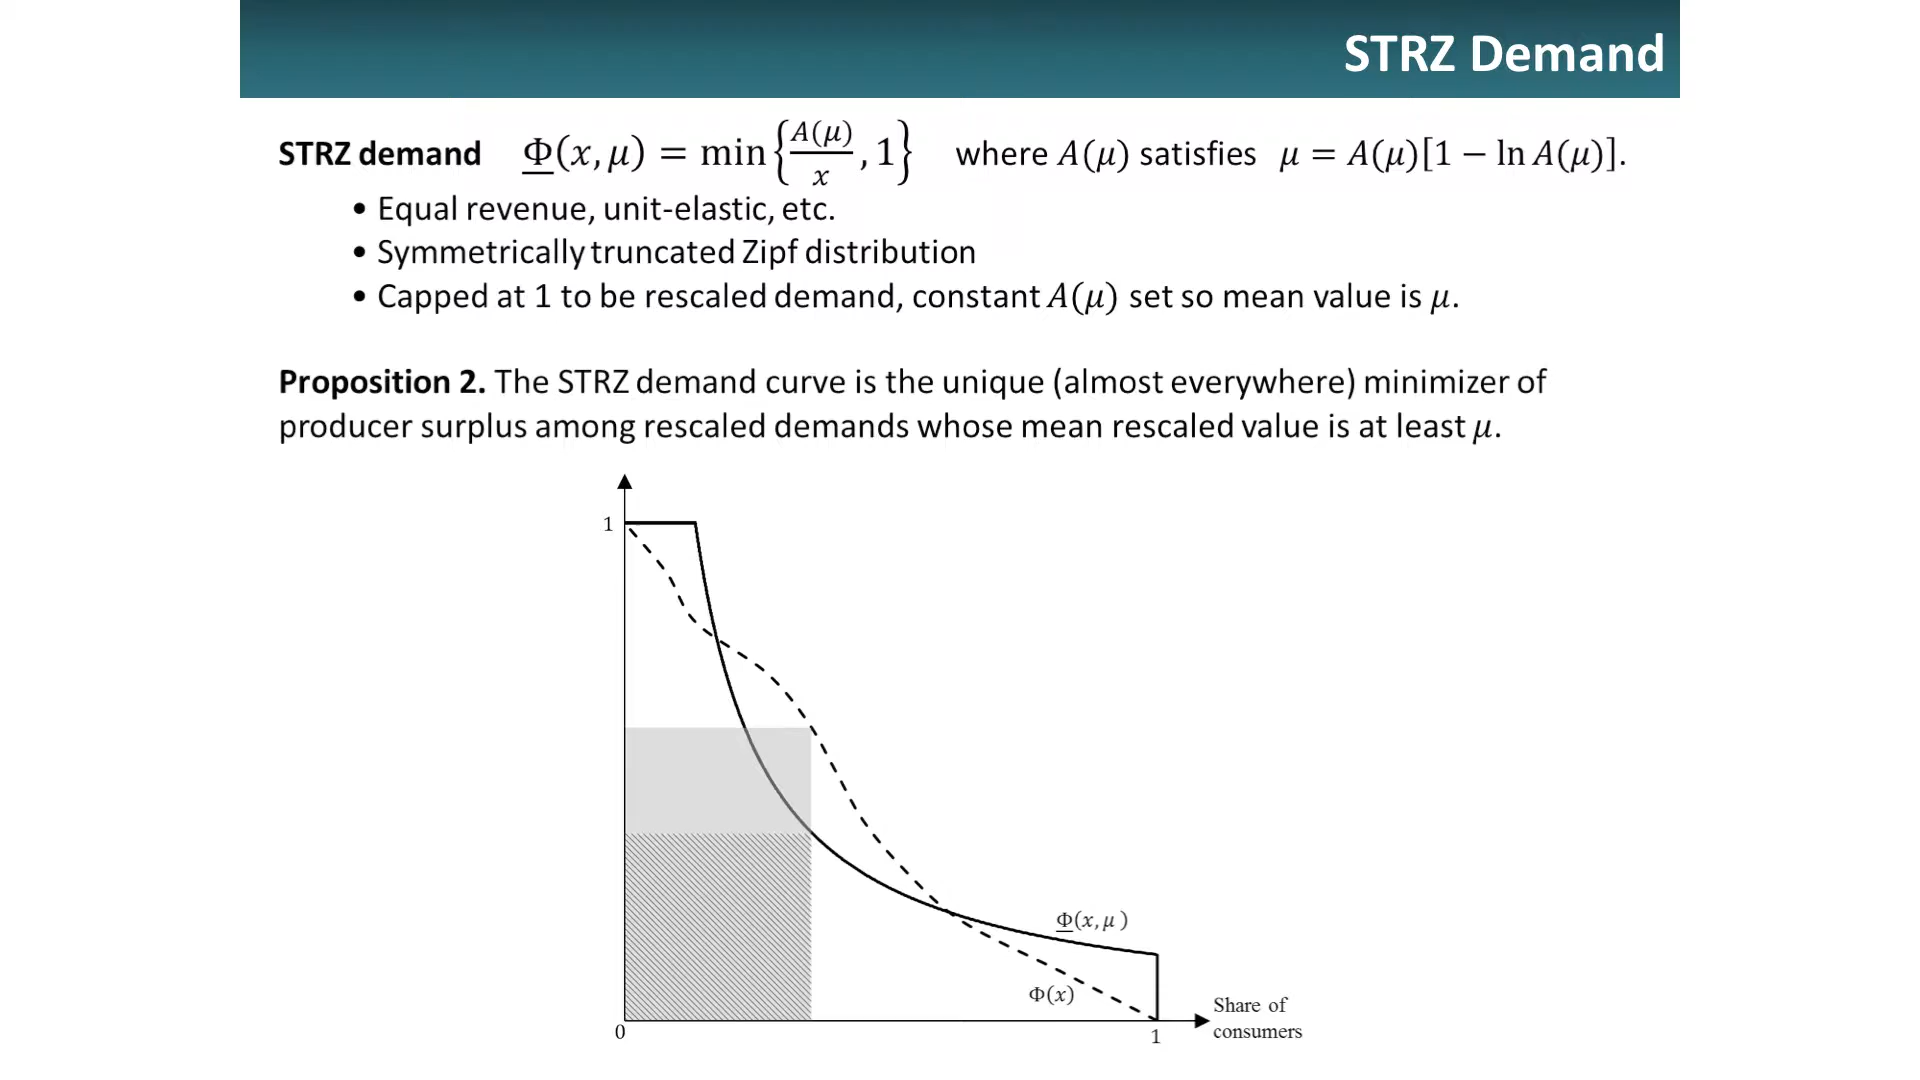 STRZ Demand
STRZ demand Φ̲(x, μ) = min{A(μ)/x, 1} where A(μ) satisfies μ = A(μ)[1 − ln A(μ)].
• Equal revenue, unit-elastic, etc.
• Symmetrically truncated Zipf distribution
• Capped at 1 to be rescaled demand, constant A(μ) set so mean value is μ.
Proposition 2. The STRZ demand curve is the unique (almost everywhere) minimizer of
producer surplus among rescaled demands whose mean rescaled value is at least μ.
1
Φ̲(x, μ )
Φ(x)
Share of
consumers
0
1